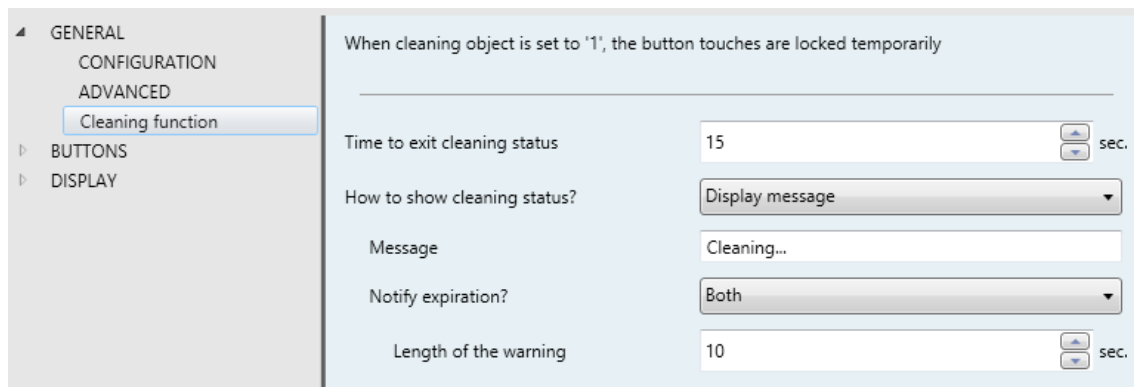 GENERAL
CONFIGURATION
ADVANCED
Cleaning function
BUTTONS
DISPLAY
When cleaning object is set to '1', the button touches are locked temporarily
Time to exit cleaning status 15 sec.
How to show cleaning status? Display message
Message Cleaning...
Notify expiration? Both
Length of the warning 10 sec.